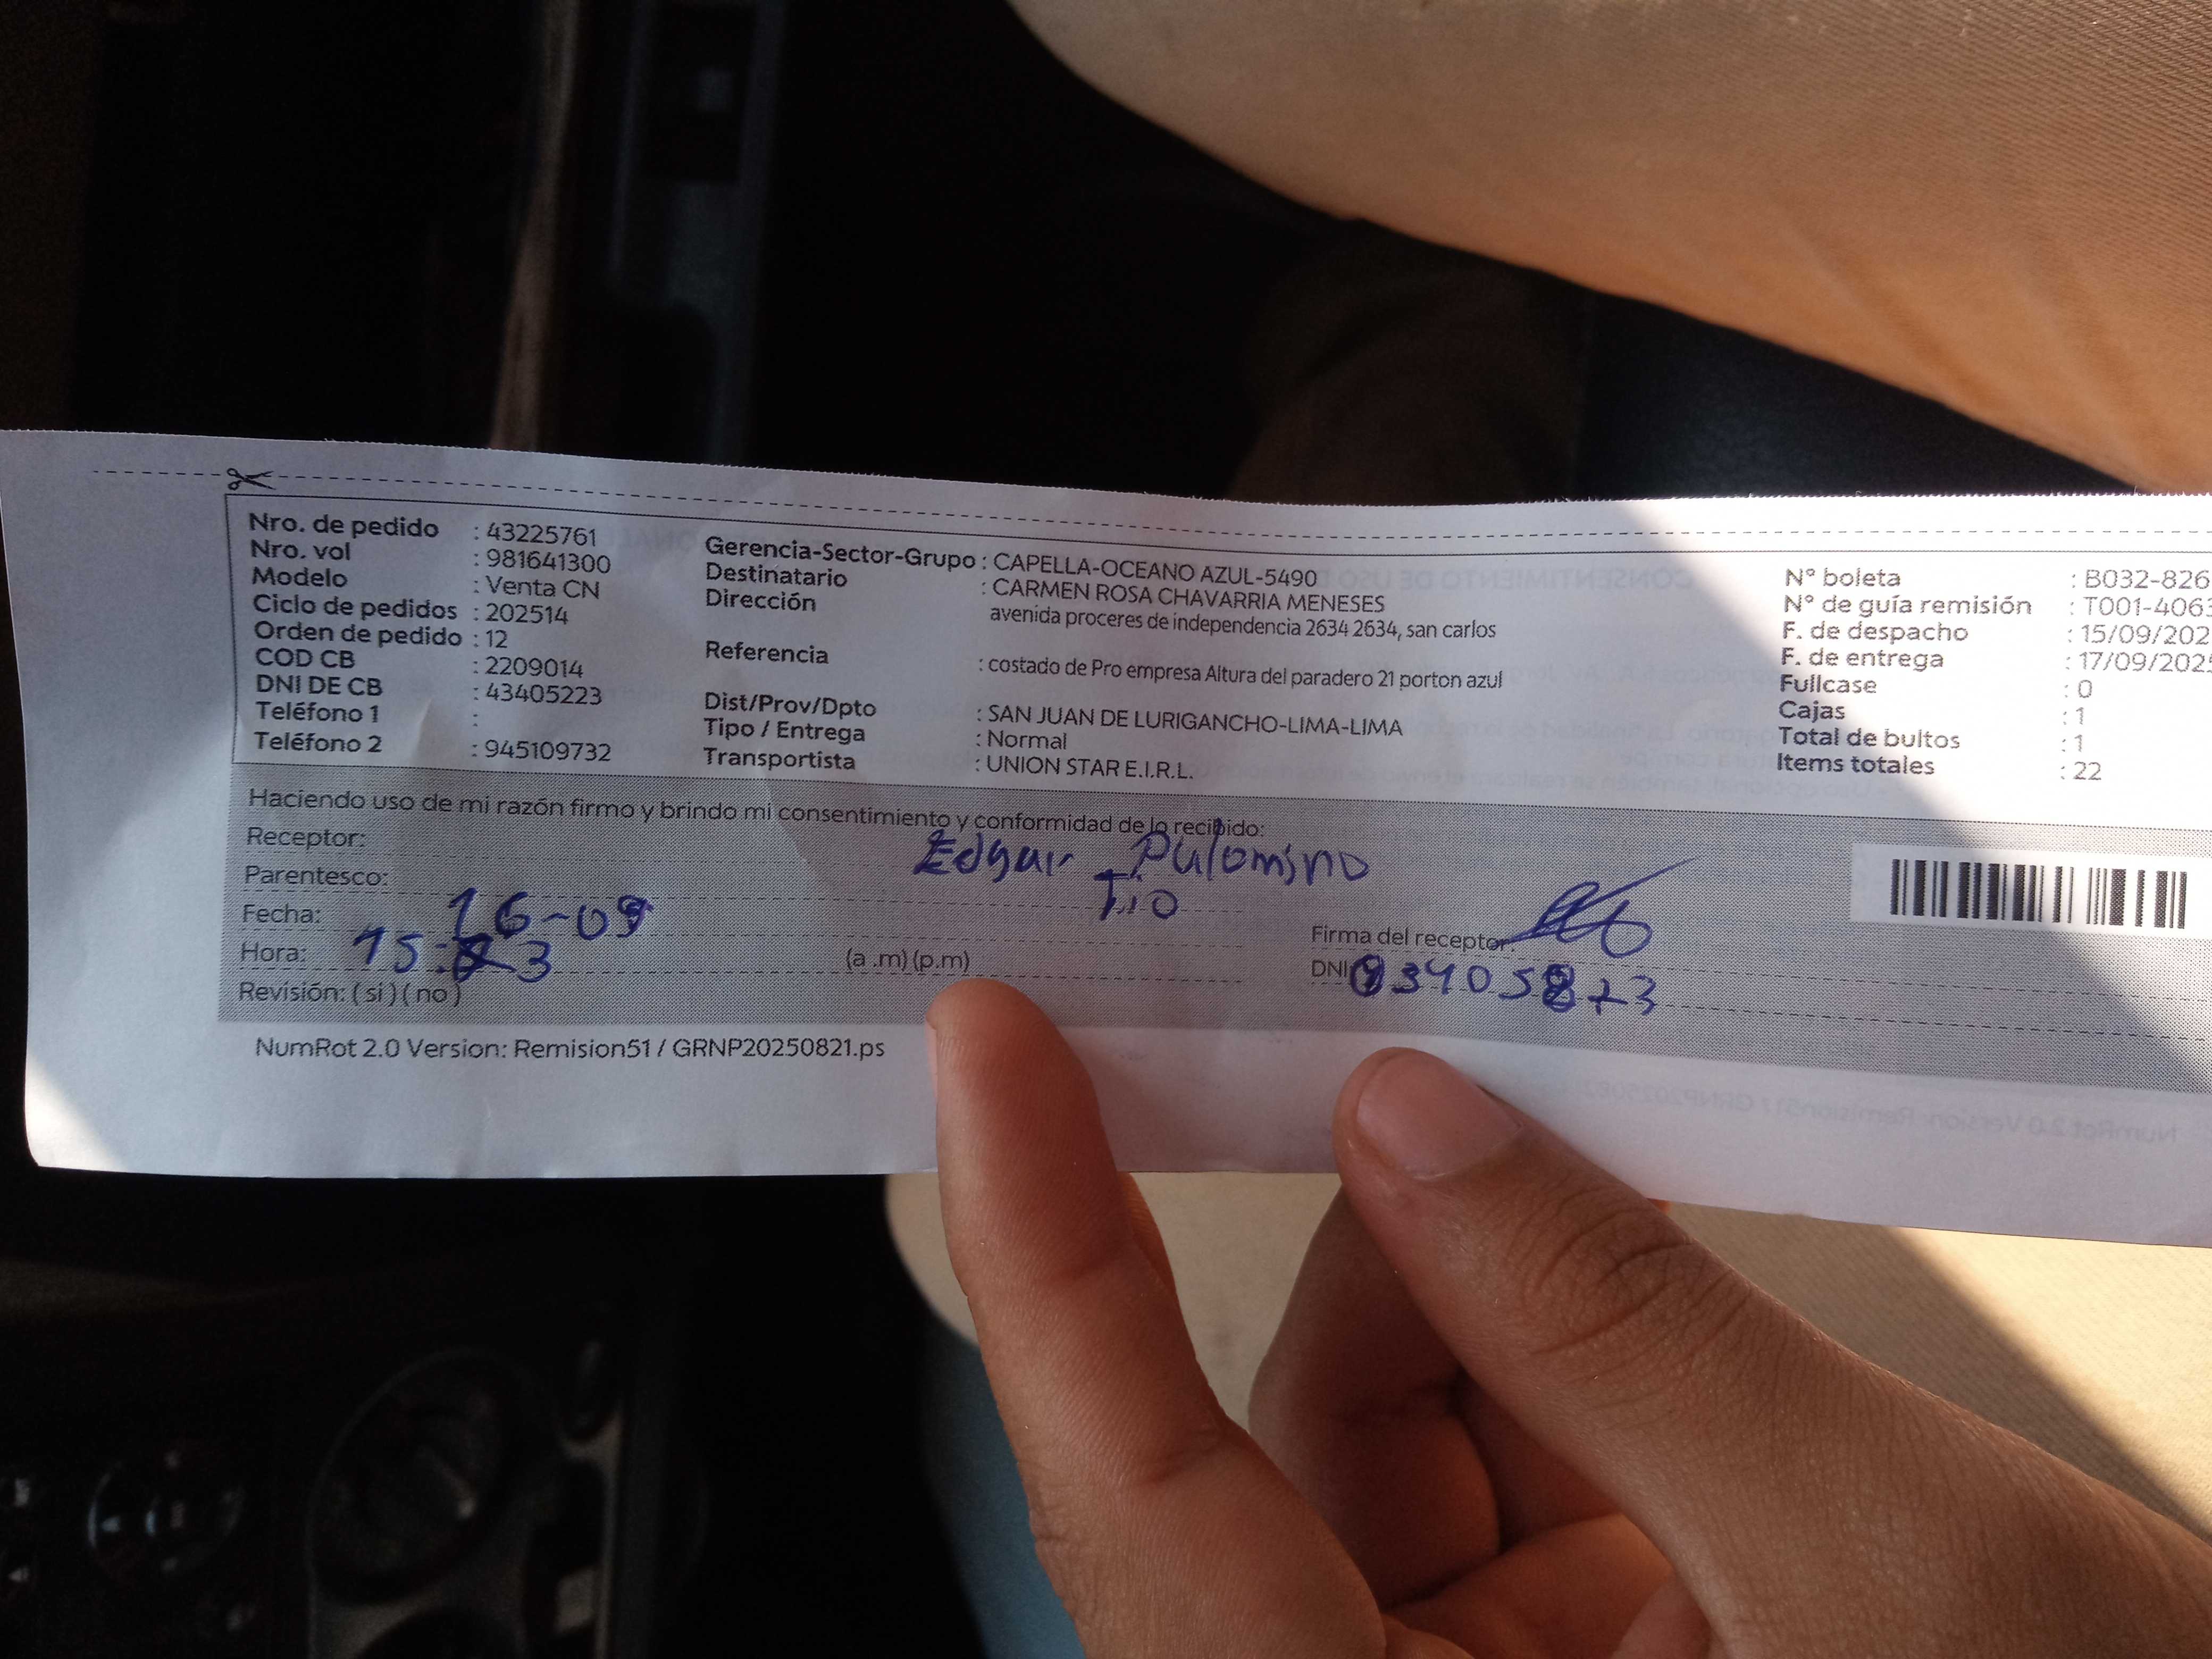 Nro. de pedido : 43225761
Nro. vol : 981641300
Modelo : Venta CN
Ciclo de pedidos : 202514
Orden de pedido : 12
COD CB : 2209014
DNI DE CB : 43405223
Teléfono 1 :
Teléfono 2 : 945109732
Gerencia-Sector-Grupo : CAPELLA-OCEANO AZUL-5490
Destinatario : CARMEN ROSA CHAVARRIA MENESES
Dirección avenida proceres de independencia 2634 2634, san carlos
Referencia : costado de Pro empresa Altura del paradero 21 porton azul
Dist/Prov/Dpto : SAN JUAN DE LURIGANCHO-LIMA-LIMA
Tipo / Entrega : Normal
Transportista : UNION STAR E.I.R.L.
N° boleta : B032-826
N° de guía remisión : T001-4063
F. de despacho : 15/09/202
F. de entrega : 17/09/2025
Fullcase : 0
Cajas : 1
Total de bultos : 1
Items totales : 22
Haciendo uso de mi razón firmo y brindo mi consentimiento y conformidad de lo recibido:
Receptor: Edgar Palomino
Parentesco: Tio
Fecha: 16-09
Hora: (a .m) (p.m)
Firma del receptor:
DNI
Revisión: ( si ) ( no )
NumRot 2.0 Version: Remision51 / GRNP20250821.ps